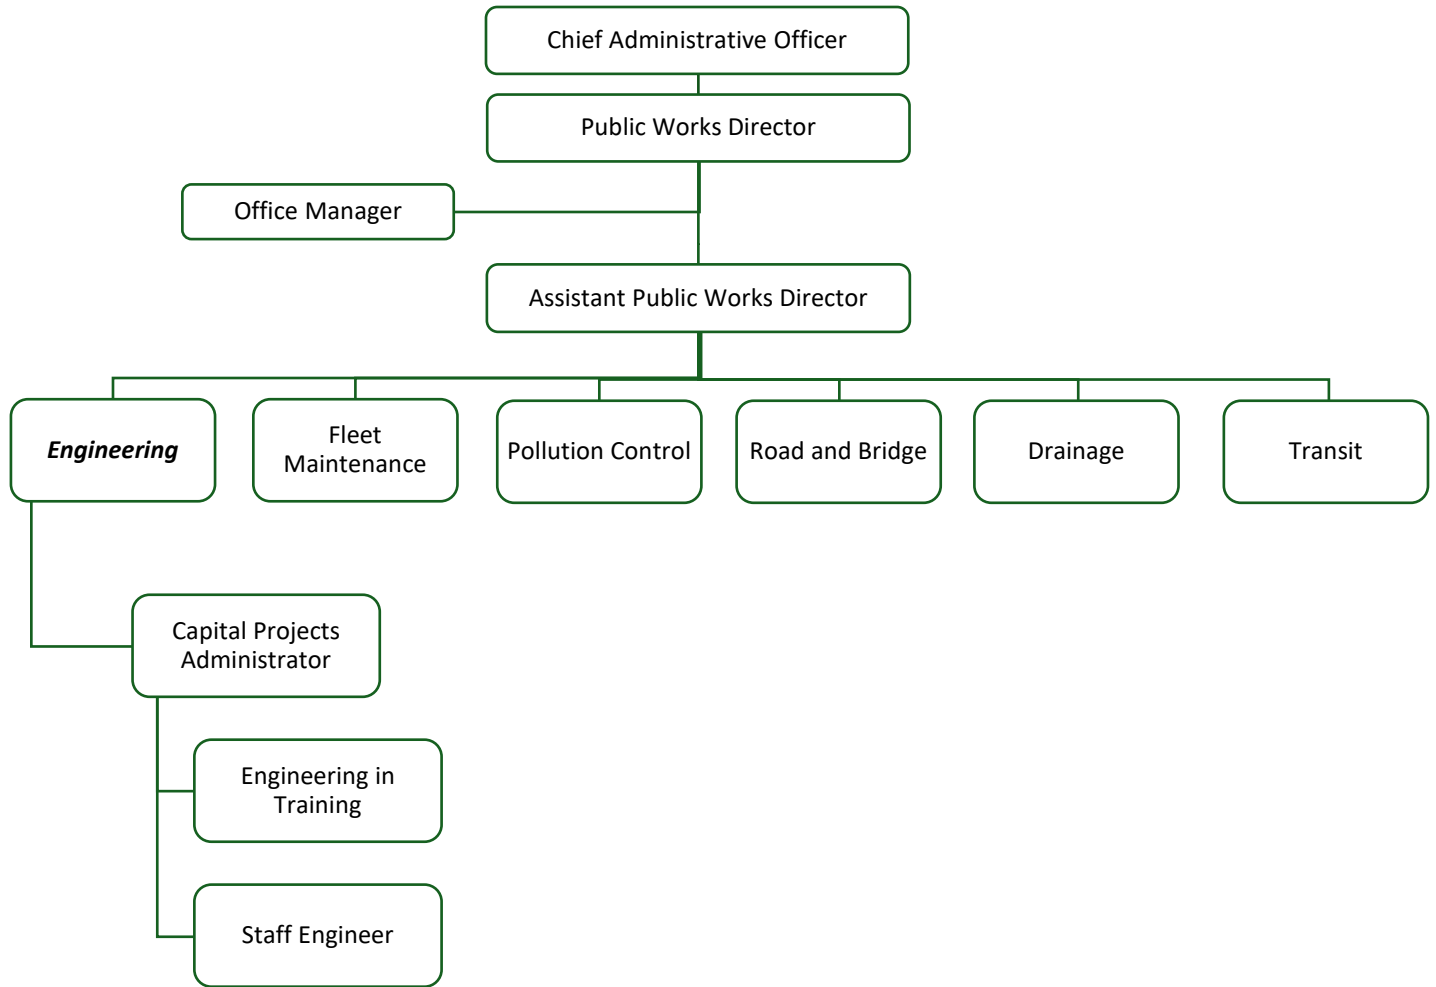 Chief Administrative Officer
Public Works Director
Office Manager
Assistant Public Works Director
Engineering
Fleet
Maintenance
Pollution Control
Road and Bridge
Drainage
Transit
Capital Projects
Administrator
Engineering in
Training
Staff Engineer